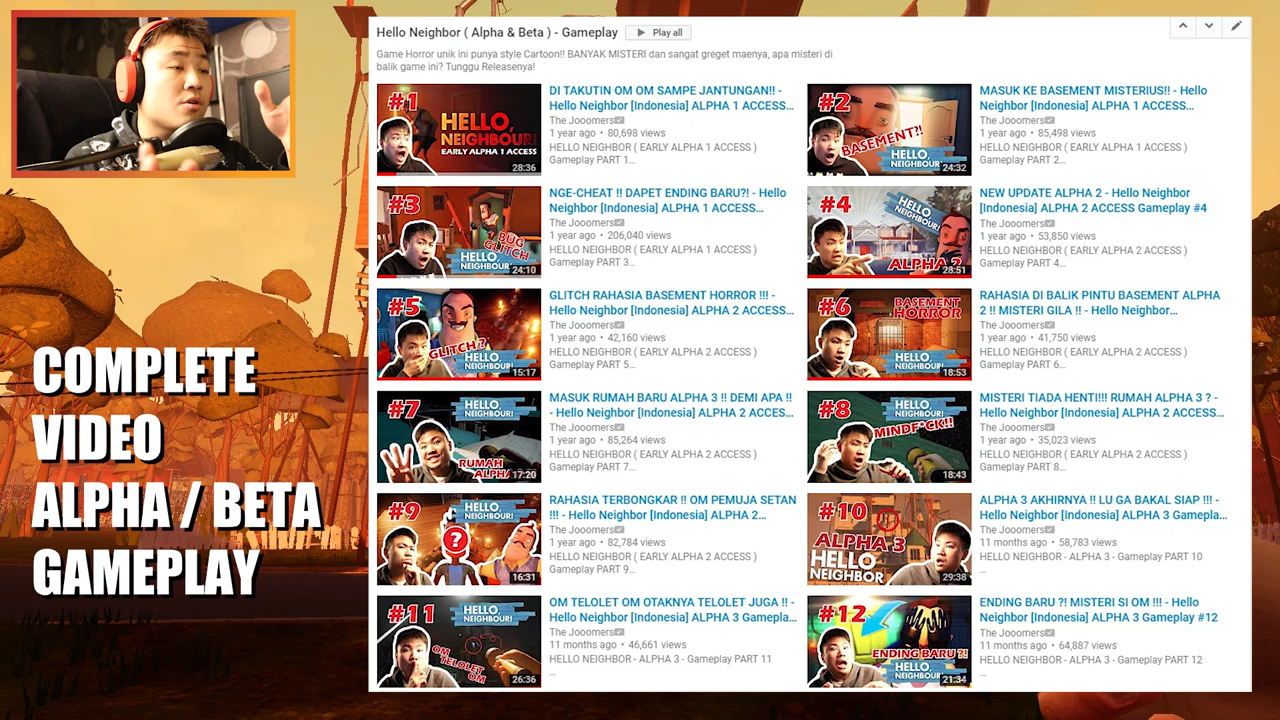 COMPLETE
VIDEO
ALPHA / BETA
GAMEPLAY
Hello Neighbor ( Alpha & Beta ) - Gameplay
Play all
Game Horror unik ini punya style Cartoon!! BANYAK MISTERI dan sangat greget maenya, apa misteri di
balik game ini? Tunggu Releasenya!
#1
HELLO,
NEIGHBOUR!
EARLY ALPHA 1 ACCESS
28:36
DI TAKUTIN OM OM SAMPE JANTUNGAN!! -
Hello Neighbor [Indonesia] ALPHA 1 ACCESS...
The Jooomers
1 year ago • 80,698 views
HELLO NEIGHBOR ( EARLY ALPHA 1 ACCESS )
Gameplay PART 1...
#2
BASEMENT?!
HELLO,
NEIGHBOUR!
24:32
MASUK KE BASEMENT MISTERIUS!! - Hello
Neighbor [Indonesia] ALPHA 1 ACCESS...
The Jooomers
1 year ago • 85,498 views
HELLO NEIGHBOR ( EARLY ALPHA 1 ACCESS )
Gameplay PART 2...
#3
BUG
GLITCH
HELLO,
NEIGHBOUR!
24:10
NGE-CHEAT !! DAPET ENDING BARU?! - Hello
Neighbor [Indonesia] ALPHA 1 ACCESS...
The Jooomers
1 year ago • 206,040 views
HELLO NEIGHBOR ( EARLY ALPHA 1 ACCESS )
Gameplay PART 3...
#4
HELLO,
NEIGHBOUR!
ALPHA 2
28:51
NEW UPDATE ALPHA 2 - Hello Neighbor
[Indonesia] ALPHA 2 ACCESS Gameplay #4
The Jooomers
1 year ago • 53,850 views
HELLO NEIGHBOR ( EARLY ALPHA 2 ACCESS )
Gameplay PART 4...
#5
GLITCH?
HELLO,
NEIGHBOUR!
15:17
GLITCH RAHASIA BASEMENT HORROR !!! -
Hello Neighbor [Indonesia] ALPHA 2 ACCESS...
The Jooomers
1 year ago • 42,160 views
HELLO NEIGHBOR ( EARLY ALPHA 2 ACCESS )
Gameplay PART 5...
#6
BASEMENT
HORROR
HELLO,
NEIGHBOUR!
18:53
RAHASIA DI BALIK PINTU BASEMENT ALPHA
2 !! MISTERI GILA !! - Hello Neighbor...
The Jooomers
1 year ago • 41,750 views
HELLO NEIGHBOR ( EARLY ALPHA 2 ACCESS )
Gameplay PART 6...
#7
HELLO,
NEIGHBOUR!
RUMAH
ALPHA
17:20
MASUK RUMAH BARU ALPHA 3 !! DEMI APA !!
- Hello Neighbor [Indonesia] ALPHA 2 ACCES...
The Jooomers
1 year ago • 85,264 views
HELLO NEIGHBOR ( EARLY ALPHA 2 ACCESS )
Gameplay PART 7...
#8
HELLO,
NEIGHBOUR!
MINDF*CK!!
18:43
MISTERI TIADA HENTI!!!! RUMAH ALPHA 3 ? -
Hello Neighbor [Indonesia] ALPHA 2 ACCESS...
The Jooomers
1 year ago • 35,023 views
HELLO NEIGHBOR ( EARLY ALPHA 2 ACCESS )
Gameplay PART 8...
#9
HELLO,
NEIGHBOUR!
?
16:31
RAHASIA TERBONGKAR !! OM PEMUJA SETAN
!!! - Hello Neighbor [Indonesia] ALPHA 2...
The Jooomers
1 year ago • 82,784 views
HELLO NEIGHBOR ( EARLY ALPHA 2 ACCESS )
Gameplay PART 9...
#10
ALPHA 3
HELLO
NEIGHBOR
29:38
ALPHA 3 AKHIRNYA !! LU GA BAKAL SIAP !!! -
Hello Neighbor [Indonesia] ALPHA 3 Gamepla...
The Jooomers
11 months ago • 58,783 views
HELLO NEIGHBOR - ALPHA 3 - Gameplay PART 10
...
#11
HELLO,
NEIGHBOUR!
OM
TELOLET
OM
26:36
OM TELOLET OM OTAKNYA TELOLET JUGA !! -
Hello Neighbor [Indonesia] ALPHA 3 Gamepla...
The Jooomers
11 months ago • 46,661 views
HELLO NEIGHBOR - ALPHA 3 - Gameplay PART 11
...
#12
ENDING BARU ?!
HELLO,
NEIGHBOUR!
21:34
ENDING BARU ?! MISTERI SI OM !!! - Hello
Neighbor [Indonesia] ALPHA 3 Gameplay #12
The Jooomers
11 months ago • 64,887 views
HELLO NEIGHBOR - ALPHA 3 - Gameplay PART 12
...